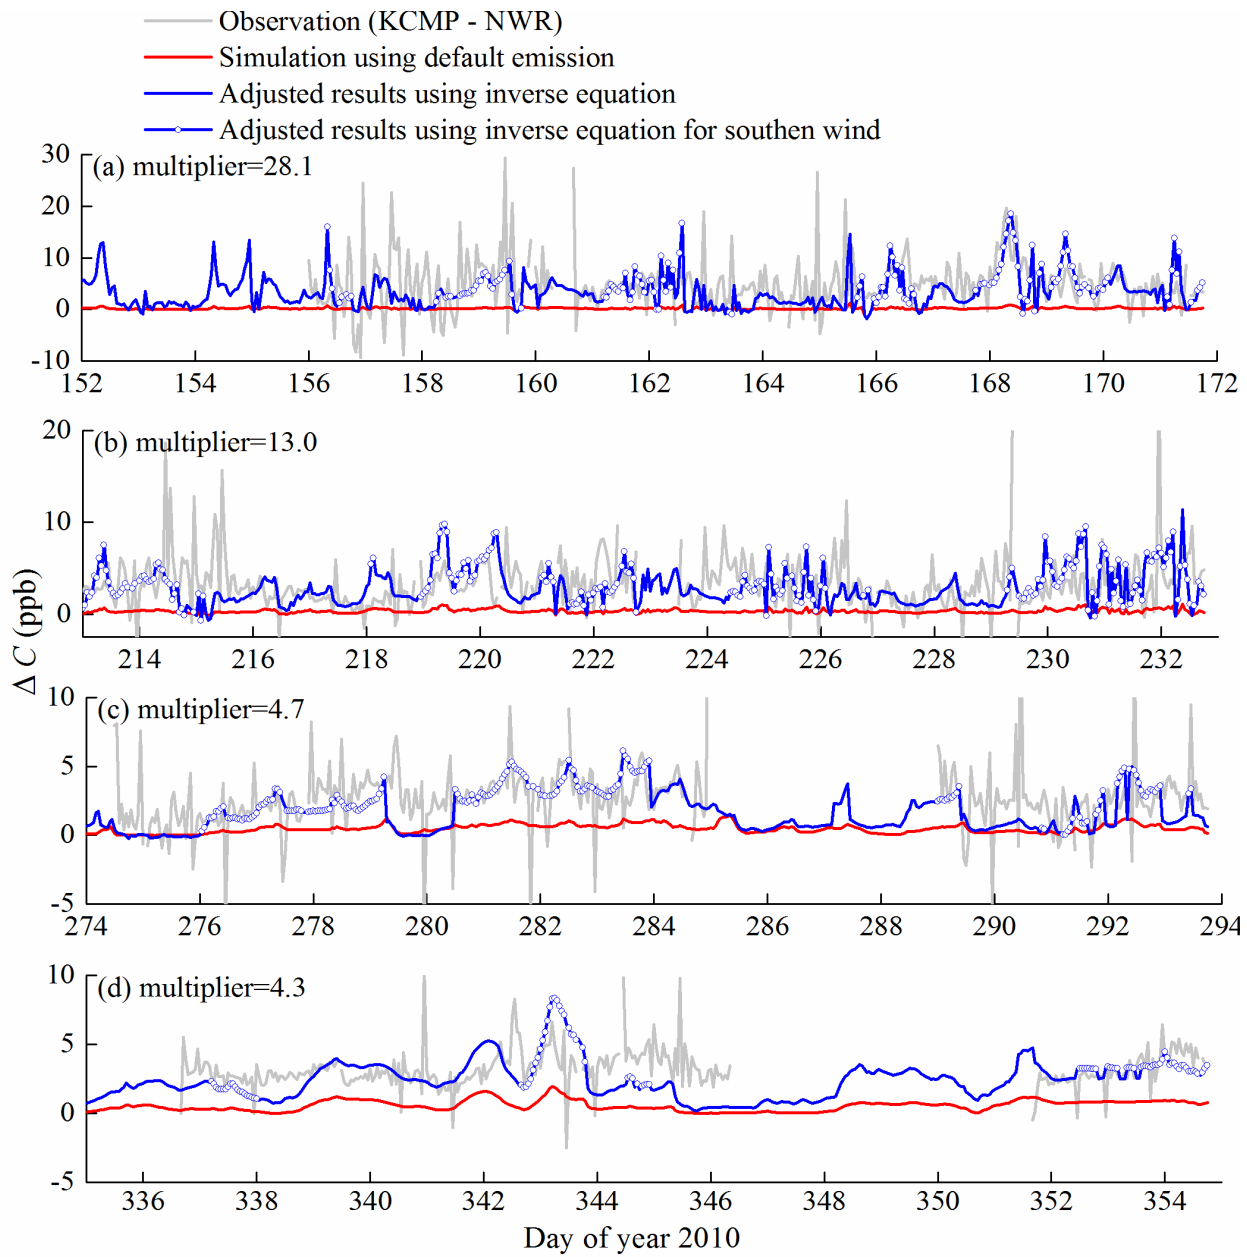 Observation (KCMP - NWR)
Simulation using default emission
Adjusted results using inverse equation
Adjusted results using inverse equation for southen wind
(a) multiplier=28.1
30
20
10
0
-10
152 154 156 158 160 162 164 166 168 170 172
(b) multiplier=13.0
20
10
0
214 216 218 220 222 224 226 228 230 232
Δ C (ppb)
(c) multiplier=4.7
10
5
0
-5
274 276 278 280 282 284 286 288 290 292 294
(d) multiplier=4.3
10
5
0
-5
336 338 340 342 344 346 348 350 352 354
Day of year 2010